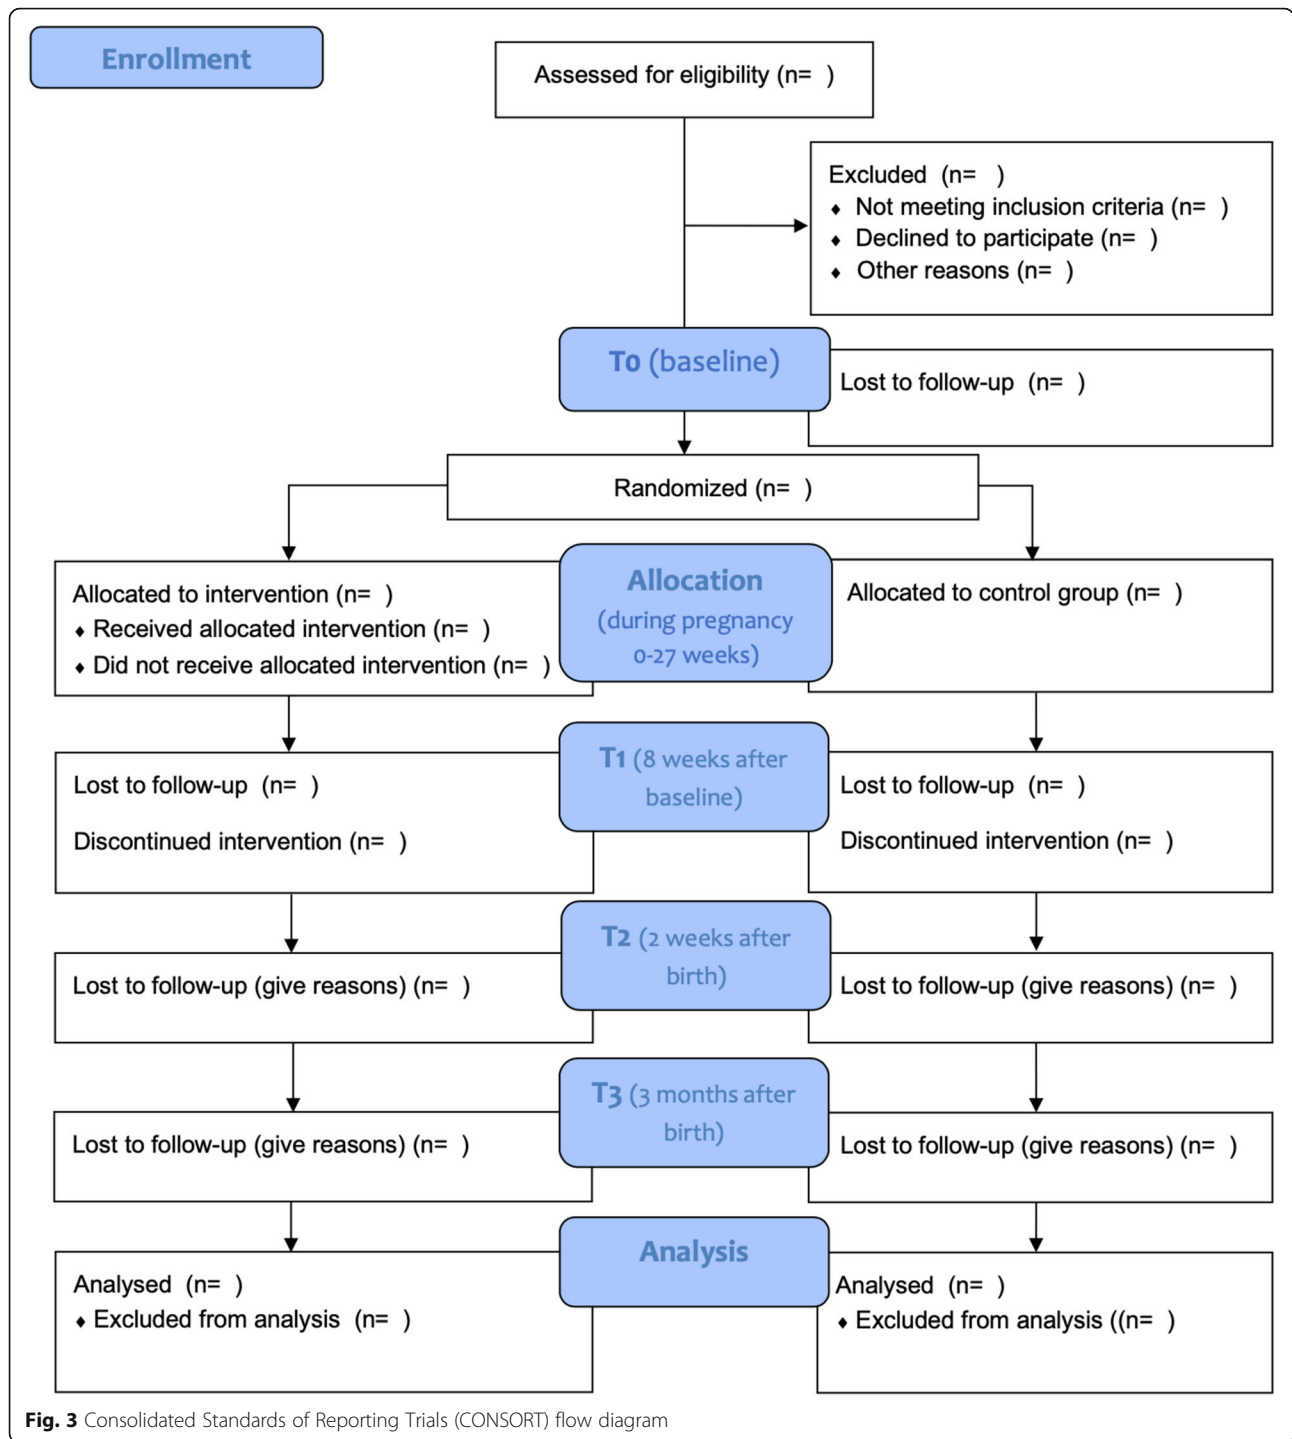 Enrollment
Assessed for eligibility (n=  )
Excluded  (n=   )
♦ Not meeting inclusion criteria (n=  )
♦ Declined to participate (n=  )
♦ Other reasons (n=  )
T0 (baseline)
Lost to follow-up  (n=  )
Randomized (n=  )
Allocated to intervention (n=  )
♦ Received allocated intervention (n=  )
♦ Did not receive allocated intervention (n=  )
Allocation
(during pregnancy
0-27 weeks)
Allocated to control group (n=  )
Lost to follow-up  (n=  )
Discontinued intervention (n=  )
T1 (8 weeks after
baseline)
Lost to follow-up  (n=  )
Discontinued intervention (n=  )
Lost to follow-up (give reasons) (n=  )
T2 (2 weeks after
birth)
Lost to follow-up (give reasons) (n=  )
Lost to follow-up (give reasons) (n=  )
T3 (3 months after
birth)
Lost to follow-up (give reasons) (n=  )
Analysed  (n=  )
♦ Excluded from analysis  (n=  )
Analysis
Analysed  (n=  )
♦ Excluded from analysis ((n=  )
Fig. 3 Consolidated Standards of Reporting Trials (CONSORT) flow diagram